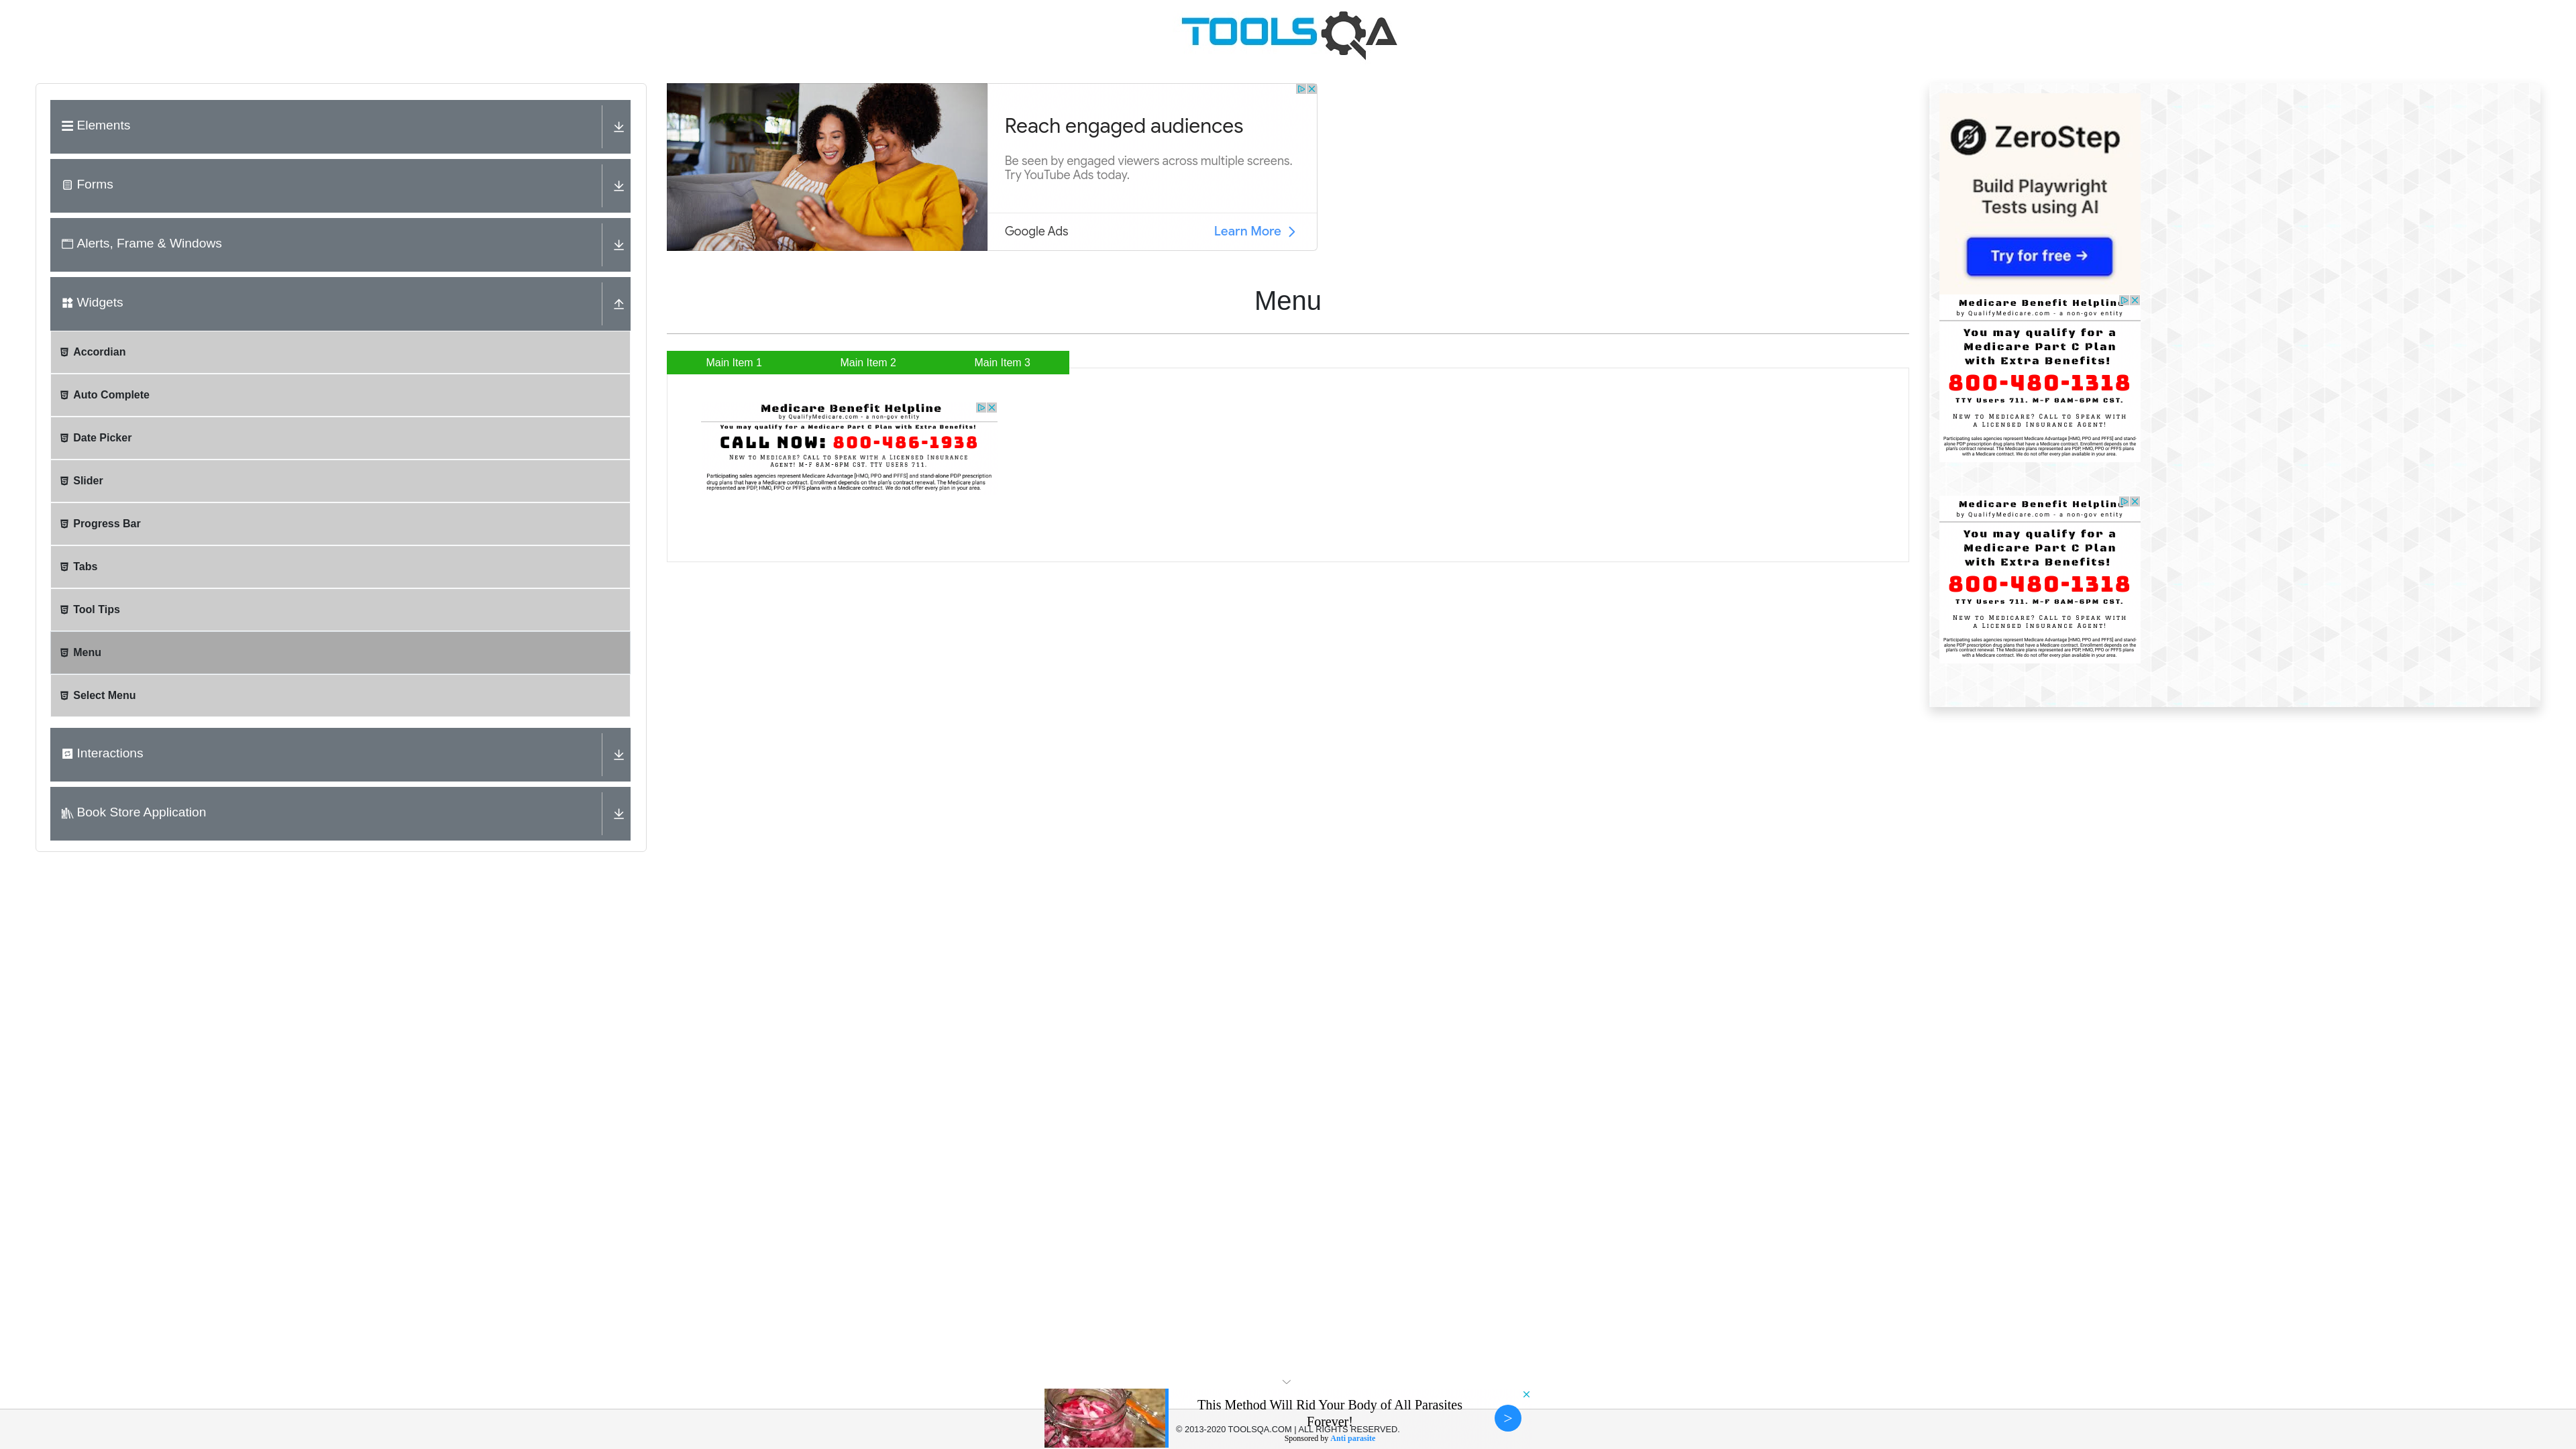 TOOLSQA
Elements
Forms
Alerts, Frame & Windows
Widgets
Accordian
Auto Complete
Date Picker
Slider
Progress Bar
Tabs
Tool Tips
Menu
Select Menu
Interactions
Book Store Application
Reach engaged audiences
Be seen by engaged viewers across multiple screens.
Try YouTube Ads today.
Google Ads
Learn More
Menu
Main Item 1
Main Item 2
Main Item 3
Medicare Benefit Helpline
by QualifyMedicare.com - a non-gov entity
You may qualify for a Medicare Part C Plan with Extra Benefits!
CALL NOW: 800-486-1938
New to Medicare? Call to Speak with a Licensed Insurance
Agent! M-F 8AM-6PM CST. TTY Users 711.
Participating sales agencies represent Medicare Advantage [HMO, PPO and PFFS] and stand-alone PDP prescription
drug plans that have a Medicare contract. Enrollment depends on the plan's contract renewal. The Medicare plans
represented are PDP, HMO, PPO or PFFS plans with a Medicare contract. We do not offer every plan in your area.
ZeroStep
Build Playwright
Tests using AI
Try for free →
Medicare Benefit Helpline
by QualifyMedicare.com - a non-gov entity
You may qualify for a
Medicare Part C Plan
with Extra Benefits!
800-480-1318
TTY Users 711. M-F 8AM-6PM CST.
New to Medicare? Call to Speak with
a Licensed Insurance Agent!
Participating sales agencies represent Medicare Advantage [HMO, PPO and PFFS] and stand-
alone PDP prescription drug plans that have a Medicare contract. Enrollment depends on the
plan's contract renewal. The Medicare plans represented are PDP, HMO, PPO or PFFS plans
with a Medicare contract. We do not offer every plan available in your area.
Medicare Benefit Helpline
by QualifyMedicare.com - a non-gov entity
You may qualify for a
Medicare Part C Plan
with Extra Benefits!
800-480-1318
TTY Users 711. M-F 8AM-6PM CST.
New to Medicare? Call to Speak with
a Licensed Insurance Agent!
Participating sales agencies represent Medicare Advantage [HMO, PPO and PFFS] and stand-
alone PDP prescription drug plans that have a Medicare contract. Enrollment depends on the
plan's contract renewal. The Medicare plans represented are PDP, HMO, PPO or PFFS plans
with a Medicare contract. We do not offer every plan available in your area.
This Method Will Rid Your Body of All Parasites
Forever!
© 2013-2020 TOOLSQA.COM | ALL RIGHTS RESERVED.
Sponsored by Anti parasite